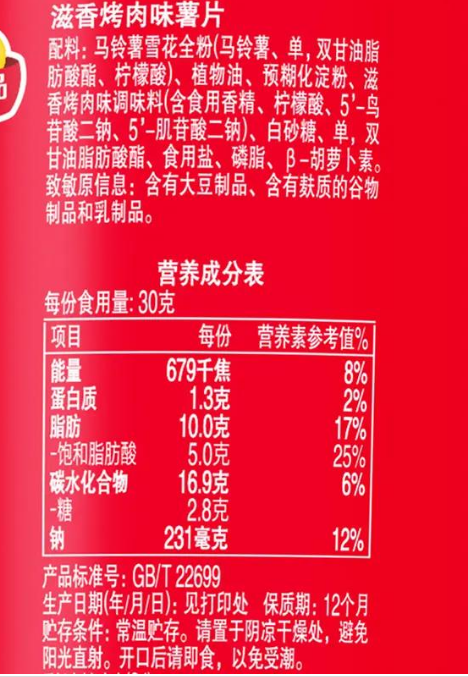 滋香烤肉味薯片
配料：马铃薯雪花全粉(马铃薯、单，双甘油脂
肪酸酯、柠檬酸)、植物油、预糊化淀粉、滋
香烤肉味调味料(含食用香精、柠檬酸、5’-鸟
苷酸二钠、5’-肌苷酸二钠)、白砂糖、单，双
甘油脂肪酸酯、食用盐、磷脂、β-胡萝卜素。
致敏原信息：含有大豆制品、含有麸质的谷物
制品和乳制品。
营养成分表
每份食用量：30克
项目 每份 营养素参考值%
能量 679千焦 8%
蛋白质 1.3克 2%
脂肪 10.0克 17%
-饱和脂肪酸 5.0克 25%
碳水化合物 16.9克 6%
-糖 2.8克
钠 231毫克 12%
产品标准号：GB/T 22699
生产日期(年/月/日)：见打印处 保质期：12个月
贮存条件：常温贮存。请置于阴凉干燥处，避免
阳光直射。开口后请即食，以免受潮。